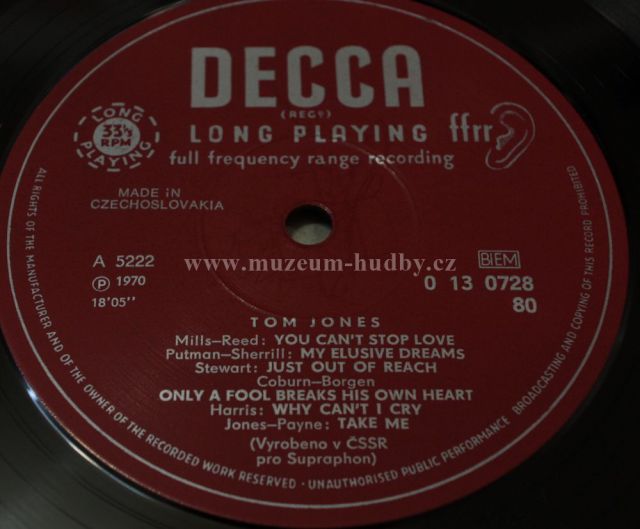 DECCA
(REGD)
LONG PLAYING ffrr
full frequency range recording
LONG
33⅓
RPM
PLAYING
MADE IN
CZECHOSLOVAKIA
A 5222
℗ 1970
18'05''
www.muzeum-hudby.cz
BIEM
0 13 0728
80
TOM JONES
Mills—Reed: YOU CAN'T STOP LOVE
Putman—Sherrill: MY ELUSIVE DREAMS
Stewart: JUST OUT OF REACH
Coburn—Borgen
ONLY A FOOL BREAKS HIS OWN HEART
Harris: WHY CAN'T I CRY
Jones—Payne: TAKE ME
(Vyrobeno v ČSSR
pro Supraphon)
ALL RIGHTS OF THE MANUFACTURER AND OF THE OWNER OF THE RECORDED WORK RESERVED · UNAUTHORISED PUBLIC PERFORMANCE BROADCASTING AND COPYING OF THIS RECORD PROHIBITED